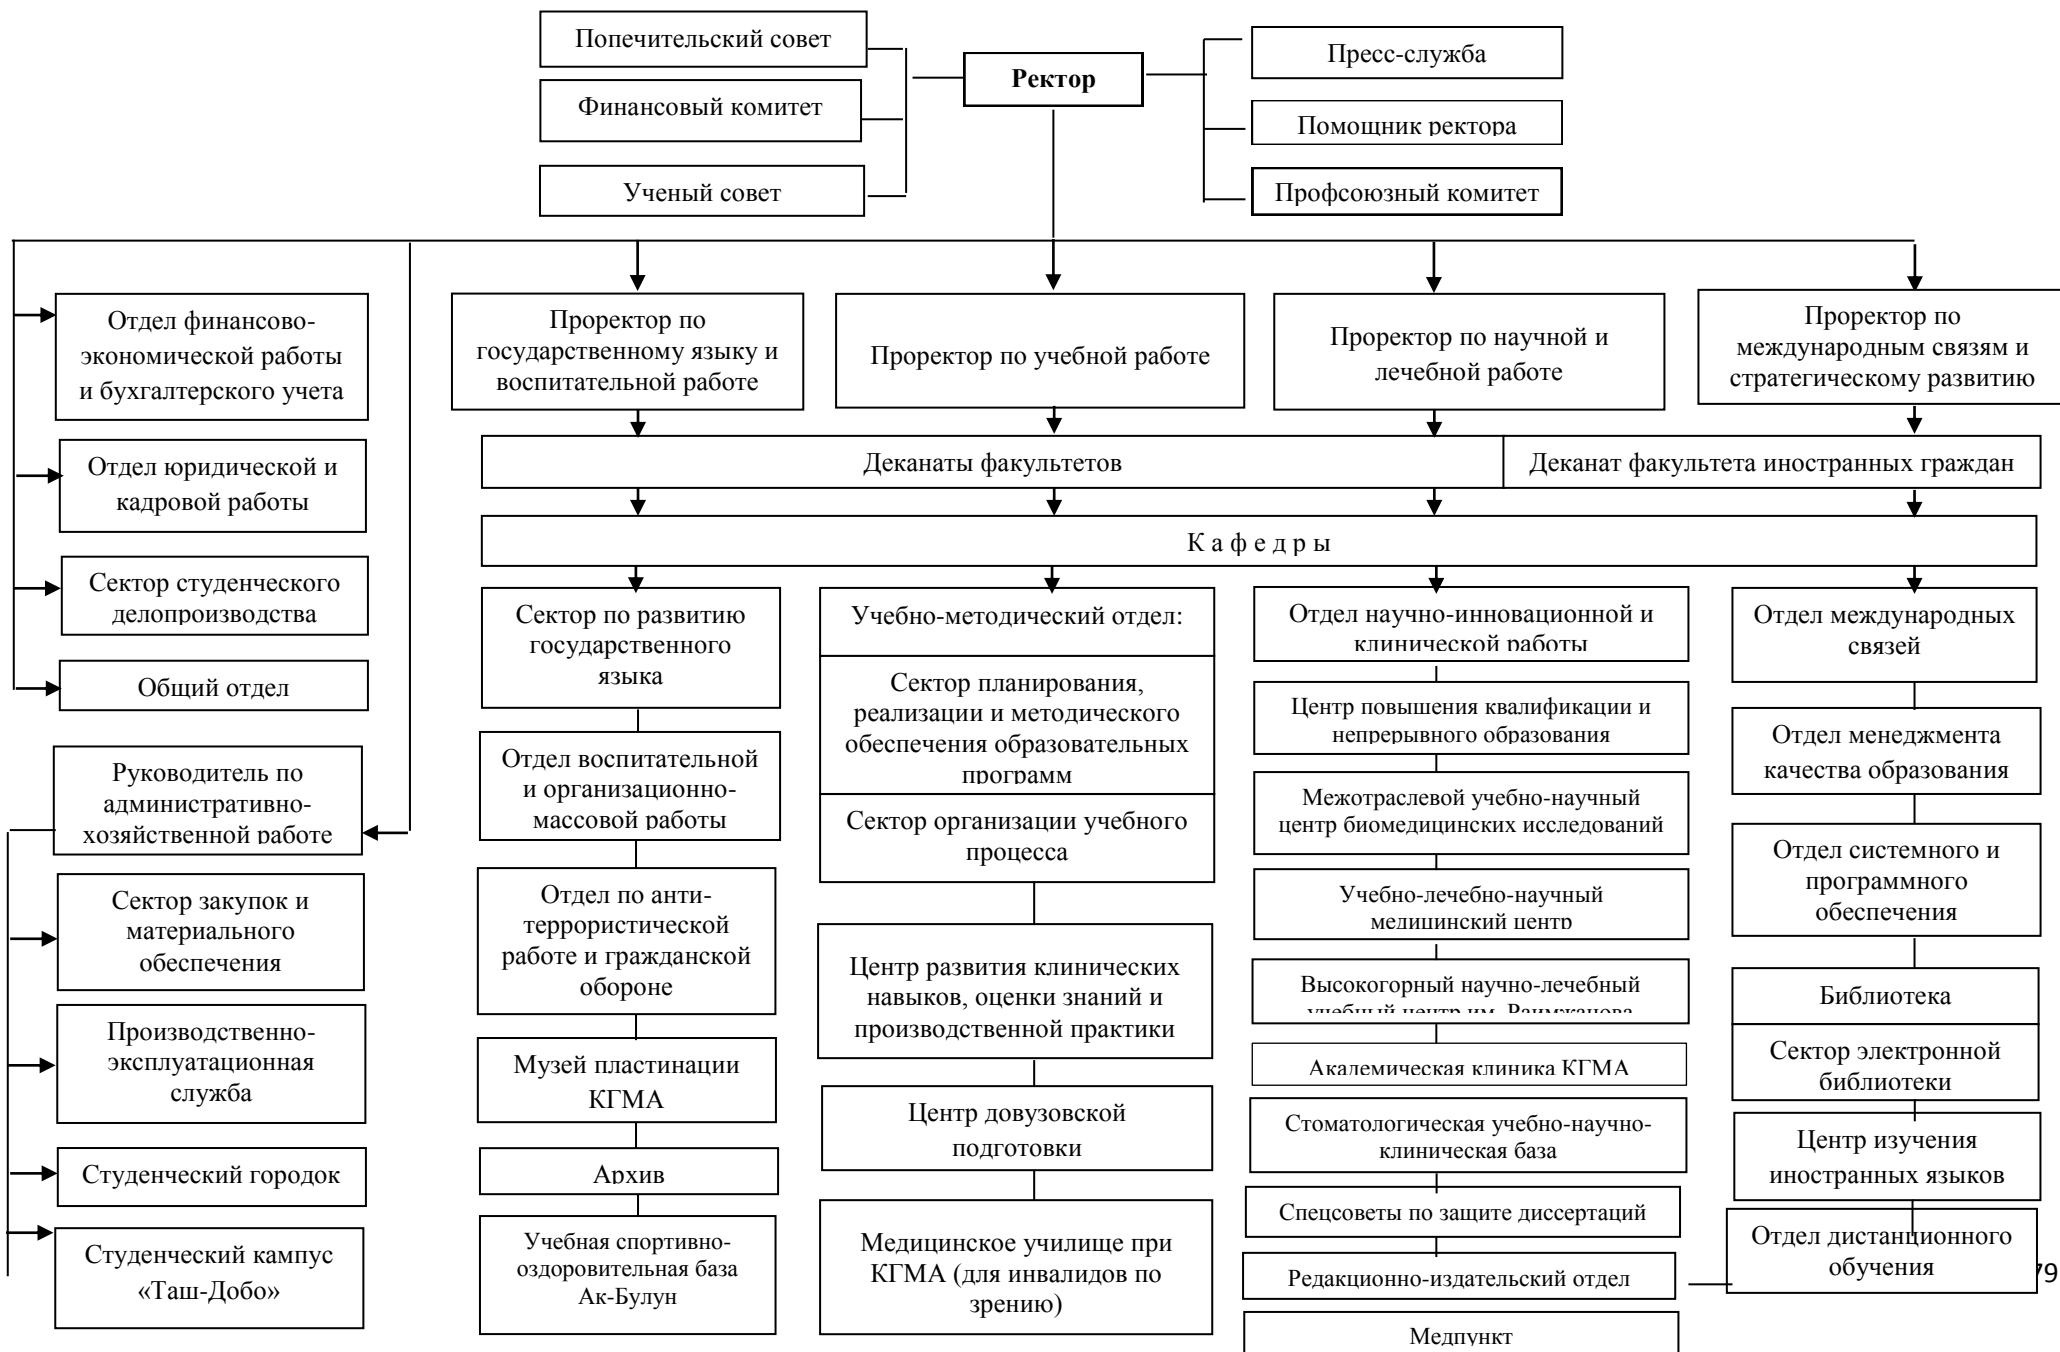 Попечительский совет
Финансовый комитет
Ученый совет
Ректор
Пресс-служба
Помощник ректора
Профсоюзный комитет
Отдел финансово-
экономической работы
и бухгалтерского учета
Отдел юридической и
кадровой работы
Сектор студенческого
делопроизводства
Общий отдел
Руководитель по
административно-
хозяйственной работе
Сектор закупок и
материального
обеспечения
Производственно-
эксплуатационная
служба
Студенческий городок
Студенческий кампус
«Таш-Добо»
Проректор по
государственному языку и
воспитательной работе
Проректор по учебной работе
Проректор по научной и
лечебной работе
Проректор по
международным связям и
стратегическому развитию
Деканаты факультетов
Деканат факультета иностранных граждан
К а ф е д р ы
Сектор по развитию
государственного
языка
Отдел воспитательной
и организационно-
массовой работы
Отдел по анти-
террористической
работе и гражданской
обороне
Музей пластинации
КГМА
Архив
Учебная спортивно-
оздоровительная база
Ак-Булун
Учебно-методический отдел:
Сектор планирования,
реализации и методического
обеспечения образовательных
программ
Сектор организации учебного
процесса
Центр развития клинических
навыков, оценки знаний и
производственной практики
Центр довузовской
подготовки
Медицинское училище при
КГМА (для инвалидов по
зрению)
Отдел научно-инновационной и
клинической работы
Центр повышения квалификации и
непрерывного образования
Межотраслевой учебно-научный
центр биомедицинских исследований
Учебно-лечебно-научный
медицинский центр
Высокогорный научно-лечебный
учебный центр им. Раимжанова
Академическая клиника КГМА
Стоматологическая учебно-научно-
клиническая база
Спецсоветы по защите диссертаций
Редакционно-издательский отдел
Медпункт
Отдел международных
связей
Отдел менеджмента
качества образования
Отдел системного и
программного
обеспечения
Библиотека
Сектор электронной
библиотеки
Центр изучения
иностранных языков
Отдел дистанционного
обучения
79